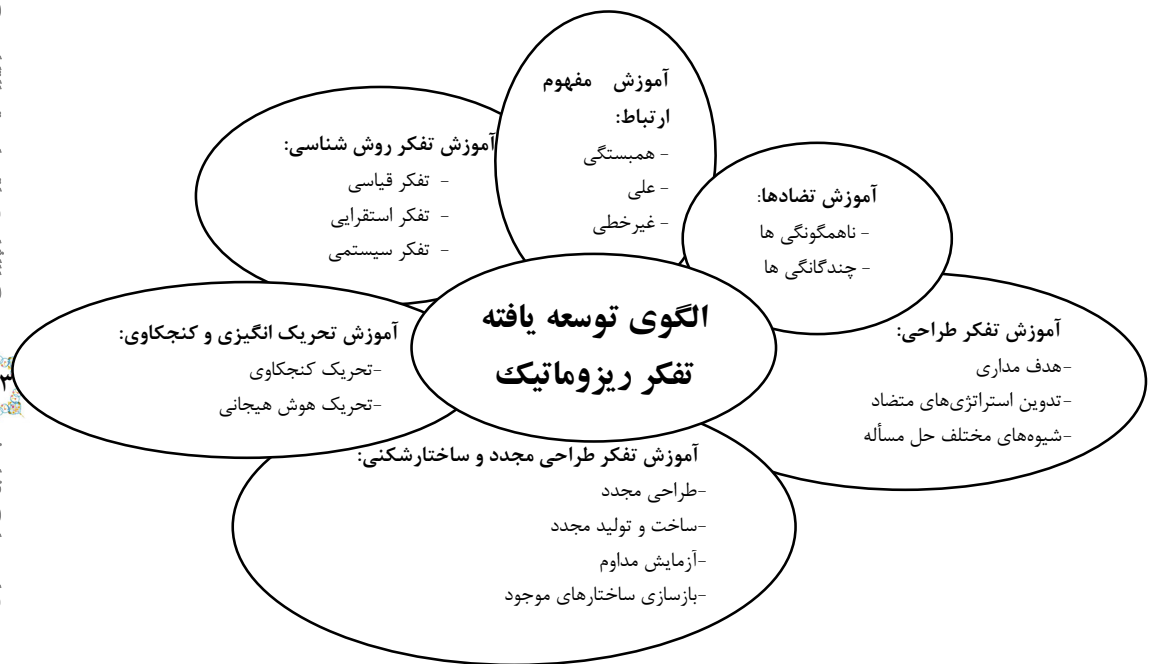 آموزش مفهوم
ارتباط:
- همبستگی
- علی
- غیرخطی
آموزش تضادها:
- ناهمگونگی ها
- چندگانگی ها
آموزش تفکر روش شناسی:
- تفکر قیاسی
- تفکر استقرایی
- تفکر سیستمی
الگوی توسعه یافته
تفکر ریزوماتیک
آموزش تفکر طراحی:
-هدف مداری
-تدوین استراتژی‌های متضاد
-شیوه‌های مختلف حل مسأله
آموزش تحریک انگیزی و کنجکاوی:
-تحریک کنجکاوی
-تحریک هوش هیجانی
آموزش تفکر طراحی مجدد و ساختارشکنی:
-طراحی مجدد
-ساخت و تولید مجدد
-آزمایش مداوم
-بازسازی ساختارهای موجود